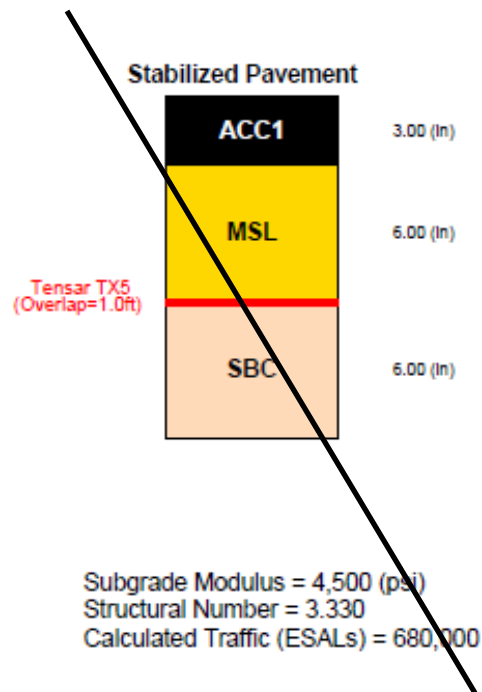 Stabilized Pavement
ACC1 3.00 (in)
MSL 6.00 (in)
Tensar TX5
(Overlap=1.0ft)
SBC 6.00 (in)
Subgrade Modulus = 4,500 (psi)
Structural Number = 3.330
Calculated Traffic (ESALs) = 680,000